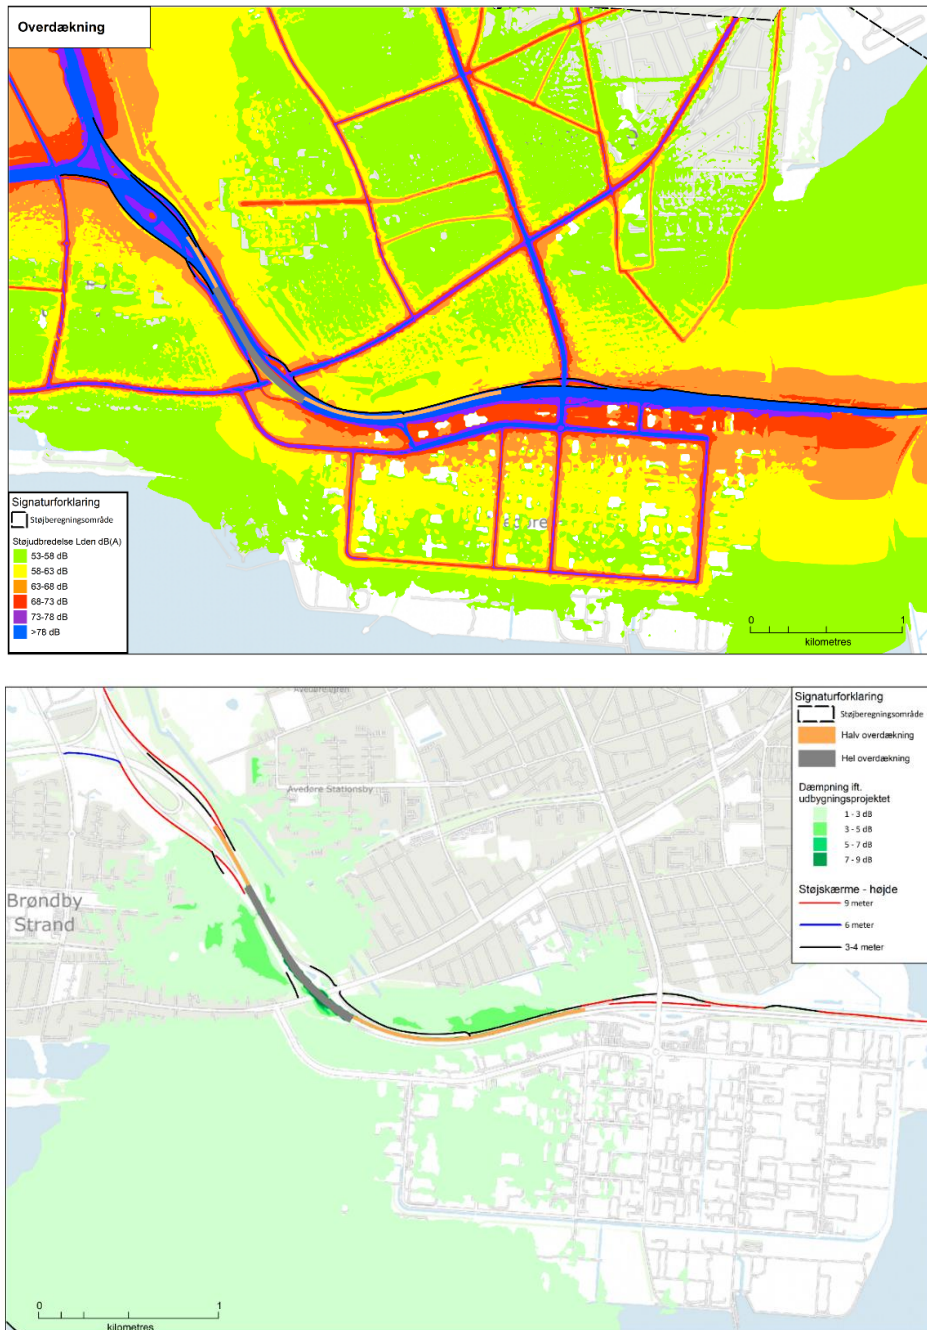 Overdækning
Signaturforklaring
Støjberegningsområde
Støjudbredelse Lden dB(A)
53-58 dB
58-63 dB
63-68 dB
68-73 dB
73-78 dB
>78 dB
0 1
kilometres
Avedørelejren
Avedøre Stationsby
Brøndby
Strand
Signaturforklaring
Støjberegningsområde
Halv overdækning
Hel overdækning
Dæmpning ift.
udbygningsprojektet
1 - 3 dB
3 - 5 dB
5 - 7 dB
7 - 9 dB
Støjskærme - højde
9 meter
6 meter
3-4 meter
0 1
kilometres